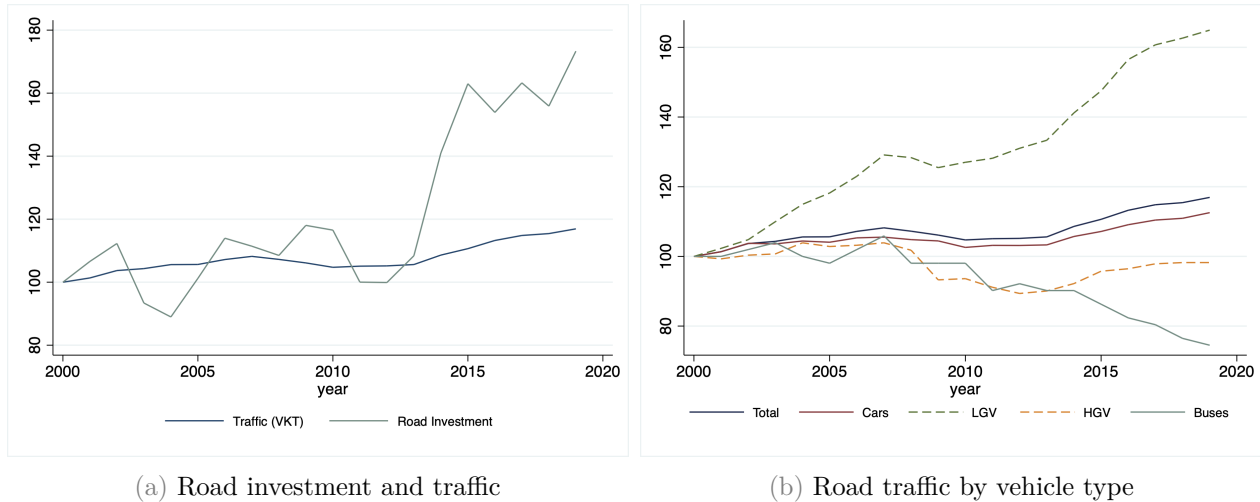 180
160
140
120
100
80
2000 2005 2010 2015 2020
year
Traffic (VKT) Road Investment
(a) Road investment and traffic
160
140
120
100
80
2000 2005 2010 2015 2020
year
Total Cars LGV HGV Buses
(b) Road traffic by vehicle type